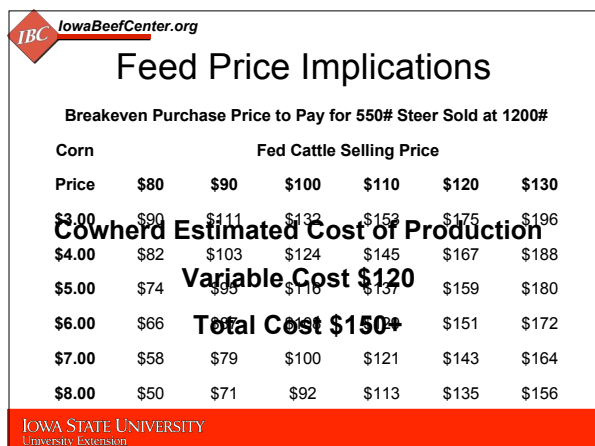 IBC
IowaBeefCenter.org
Feed Price Implications
Breakeven Purchase Price to Pay for 550# Steer Sold at 1200#
Corn Fed Cattle Selling Price
Price $80 $90 $100 $110 $120 $130
$3.00 $90 $111 $132 $153 $175 $196
Cowherd Estimated Cost of Production
$4.00 $82 $103 $124 $145 $167 $188
Variable Cost $120
$5.00 $74 $95 $116 $137 $159 $180
Total Cost $150+
$6.00 $66 $151 $172
$7.00 $58 $79 $100 $121 $143 $164
$8.00 $50 $71 $92 $113 $135 $156
IOWA STATE UNIVERSITY
University Extension